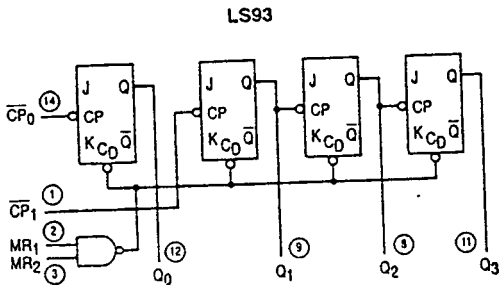 LS93
J Q J Q J Q J Q
14
CP0 CP CP CP CP
K CD Q K CD Q K CD Q K CD Q
1
CP1
2
MR1
MR2
3
12 9 8 11
Q0 Q1 Q2 Q3